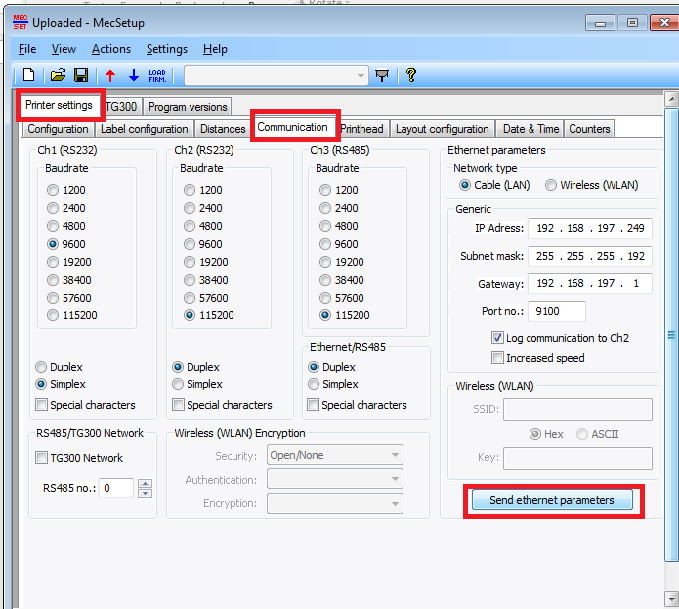 Uploaded - MecSetup
File View Actions Settings Help
LOAD FIRM.
Printer settings TG300 Program versions
Configuration Label configuration Distances Communication Printhead Layout configuration Date & Time Counters
Ch1 (RS232)
Baudrate
1200
2400
4800
9600
19200
38400
57600
115200
Duplex
Simplex
Special characters
Ch2 (RS232)
Baudrate
1200
2400
4800
9600
19200
38400
57600
115200
Duplex
Simplex
Special characters
Ch3 (RS485)
Baudrate
1200
2400
4800
9600
19200
38400
57600
115200
Ethernet/RS485
Duplex
Simplex
Special characters
RS485/TG300 Network
TG300 Network
RS485 no.: 0
Wireless (WLAN) Encryption
Security: Open/None
Authentication:
Encryption:
Ethernet parameters
Network type
Cable (LAN) Wireless (WLAN)
Generic
IP Adress: 192 . 158 . 197 . 249
Subnet mask: 255 . 255 . 255 . 192
Gateway: 192 . 158 . 197 . 1
Port no.: 9100
Log communication to Ch2
Increased speed
Wireless (WLAN)
SSID:
Hex ASCII
Key:
Send ethernet parameters